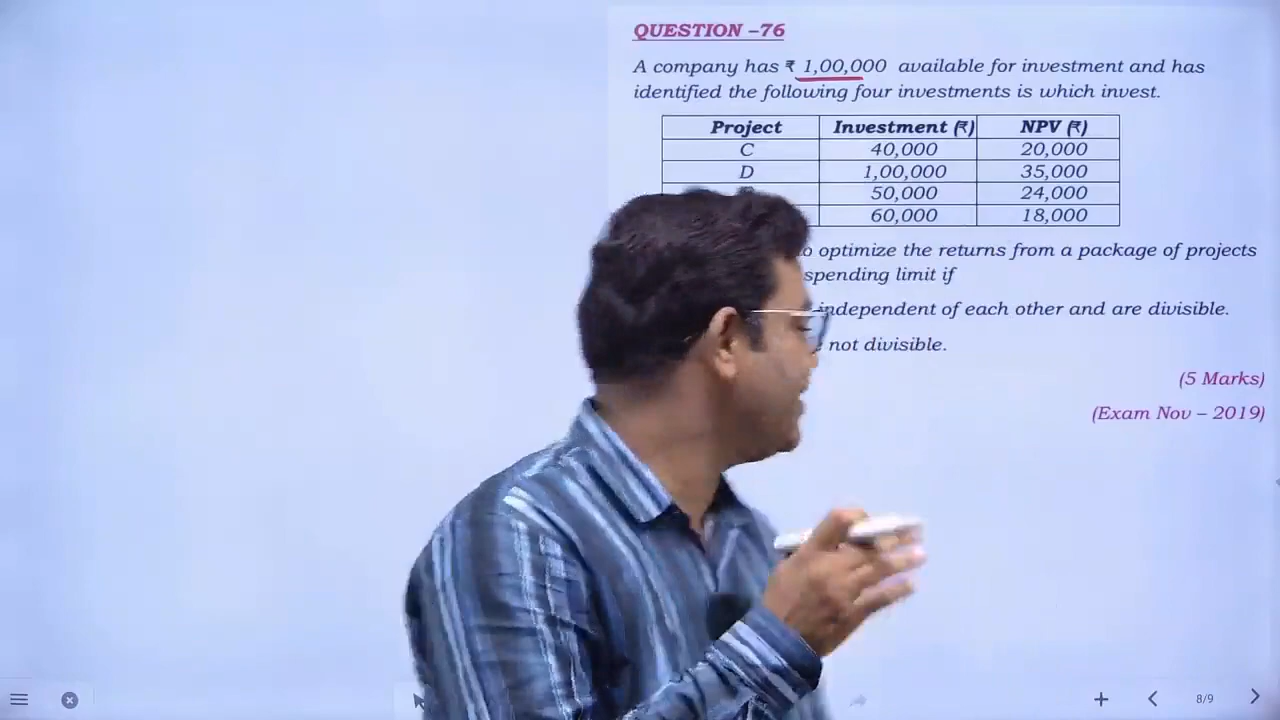 QUESTION –76
A company has ₹ 1,00,000 available for investment and has
identified the following four investments is which invest.
Project Investment (₹) NPV (₹)
C 40,000 20,000
D 1,00,000 35,000
50,000 24,000
60,000 18,000
optimize the returns from a package of projects
spending limit if
independent of each other and are divisible.
not divisible.
(5 Marks)
(Exam Nov – 2019)
8/9